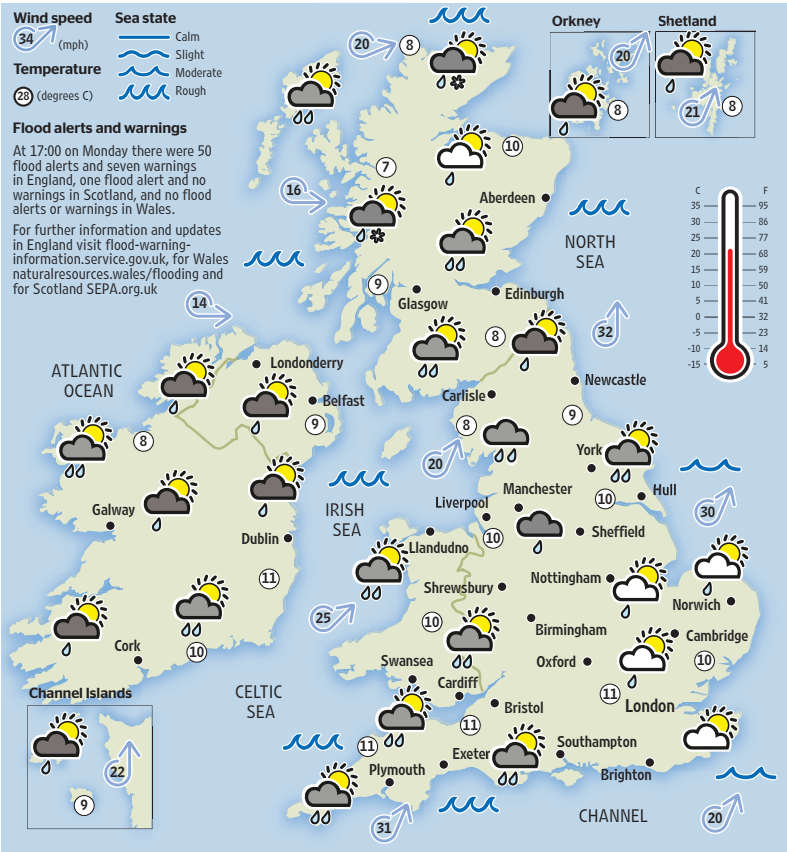 Wind speed
34 (mph)
Temperature
28 (degrees C)
Sea state
Calm
Slight
Moderate
Rough
Flood alerts and warnings
At 17:00 on Monday there were 50
flood alerts and seven warnings
in England, one flood alert and no
warnings in Scotland, and no flood
alerts or warnings in Wales.
For further information and updates
in England visit flood-warning-
information.service.gov.uk, for Wales
naturalresources.wales/flooding and
for Scotland SEPA.org.uk
Orkney
20
8
Shetland
21
8
20
8
10
7
16
Aberdeen
NORTH
SEA
C F
35 95
30 86
25 77
20 68
15 59
10 50
5 41
0 32
-5 23
-10 14
-15 5
9
Glasgow
Edinburgh
14
32
8
ATLANTIC
OCEAN
Londonderry
Belfast
9
8
Newcastle
Carlisle
8
9
20
York
Hull
10
30
Galway
IRISH
SEA
Liverpool
Manchester
Sheffield
10
Dublin
Llandudno
11
Shrewsbury
Nottingham
Norwich
25
10
Birmingham
Cambridge
10
Cork
10
Swansea
Oxford
Cardiff
11
London
CELTIC
SEA
Bristol
11
11
Channel Islands
22
9
Exeter
Southampton
Plymouth
Brighton
31
CHANNEL
20